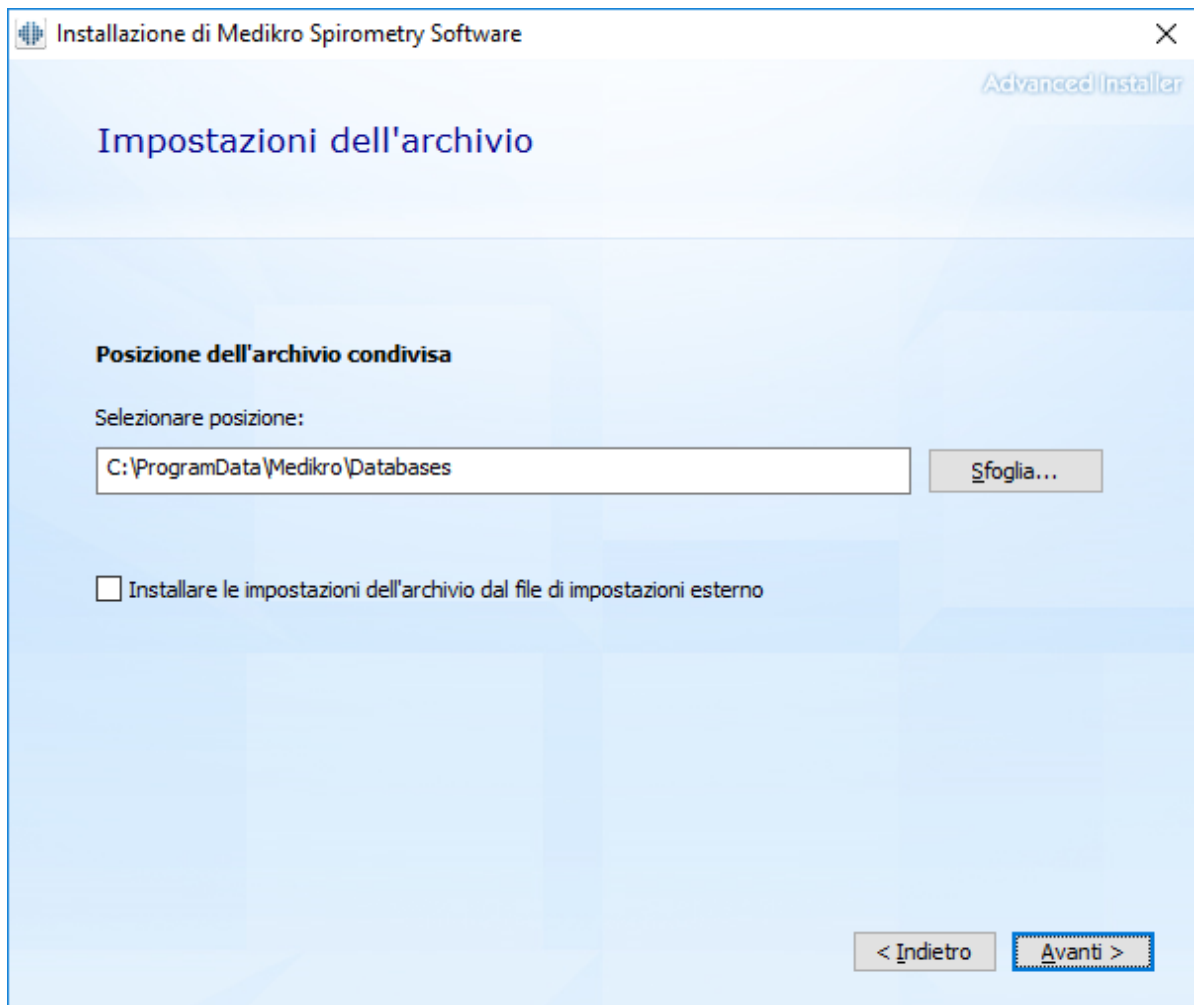 Installazione di Medikro Spirometry Software
Advanced Installer
Impostazioni dell'archivio
Posizione dell'archivio condivisa
Selezionare posizione:
C:\ProgramData\Medikro\Databases
Sfoglia...
Installare le impostazioni dell'archivio dal file di impostazioni esterno
< Indietro
Avanti >